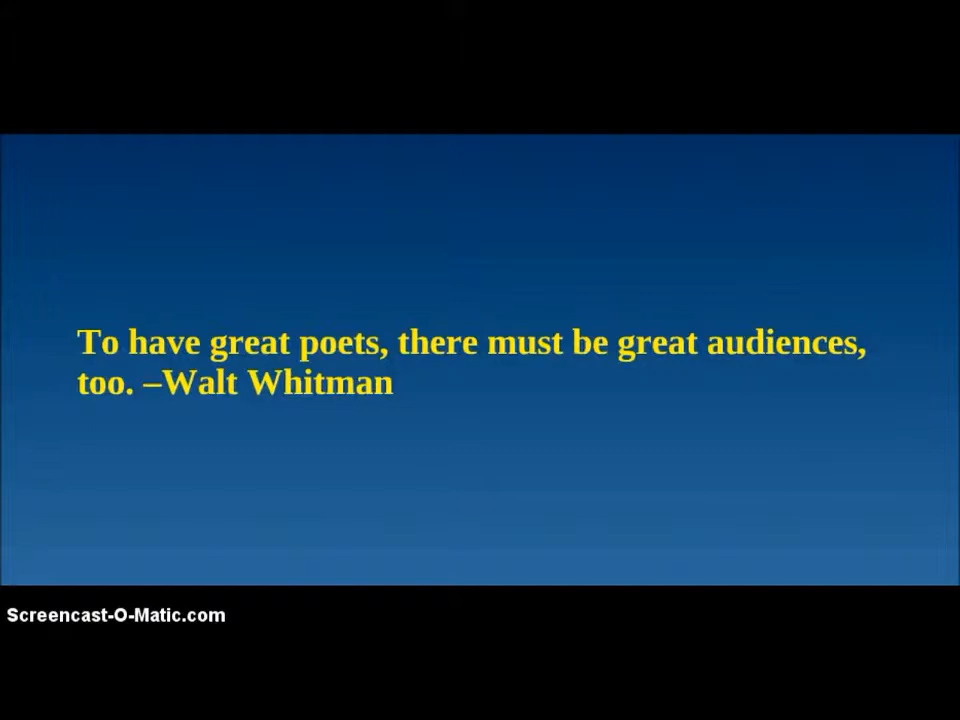 To have great poets, there must be great audiences,
too. –Walt Whitman
Screencast-O-Matic.com